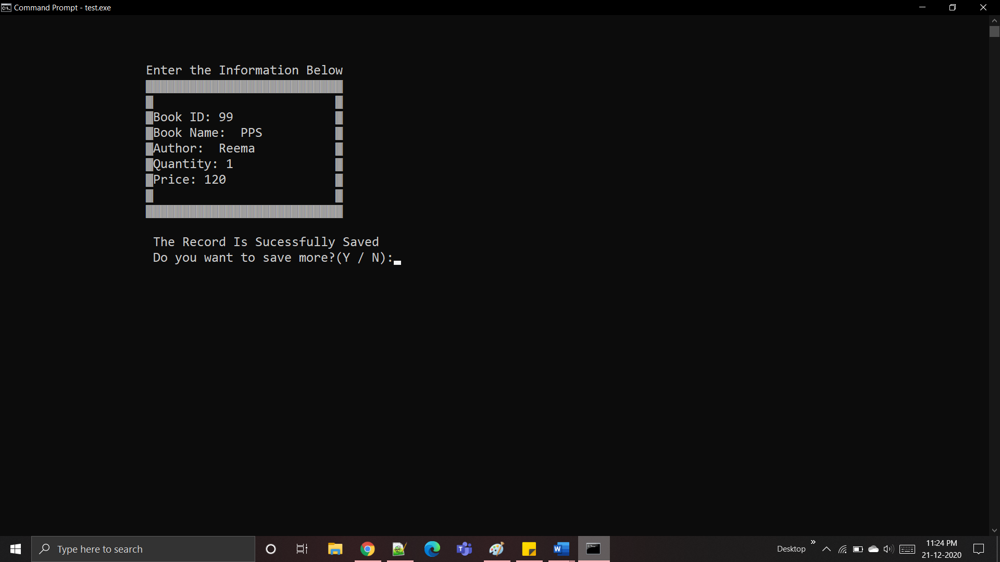 Command Prompt - test.exe
Enter the Information Below
Book ID: 99
Book Name:  PPS
Author:  Reema
Quantity: 1
Price: 120
The Record Is Sucessfully Saved
Do you want to save more?(Y / N):
Type here to search
Desktop
11:24 PM
21-12-2020